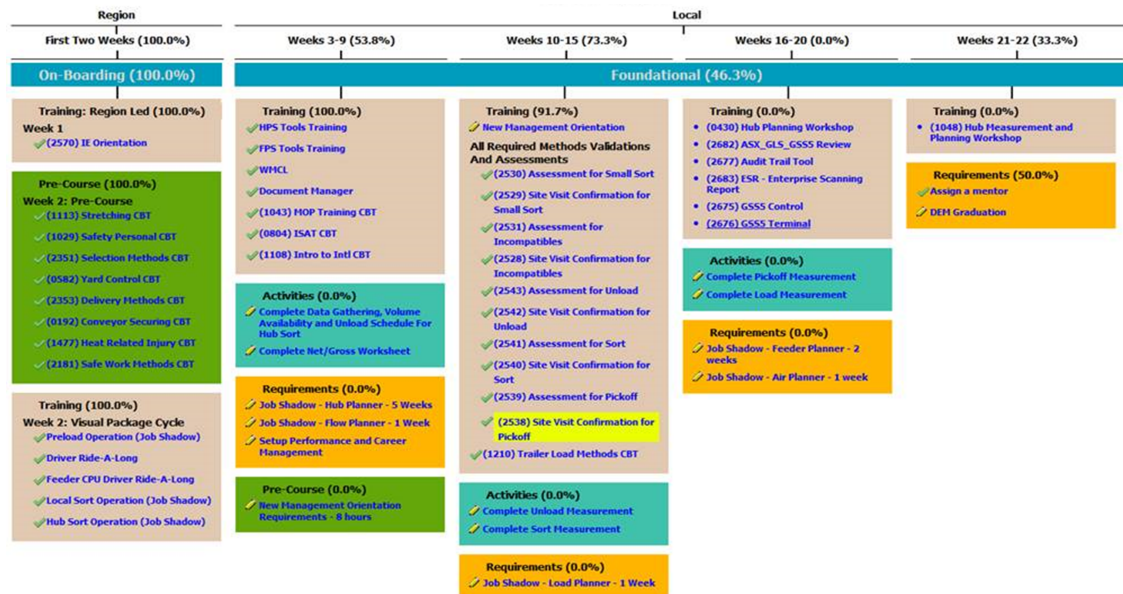 Region
Local
First Two Weeks (100.0%)
Weeks 3-9 (53.8%)
Weeks 10-15 (73.3%)
Weeks 16-20 (0.0%)
Weeks 21-22 (33.3%)
On-Boarding (100.0%)
Foundational (46.3%)
Training: Region Led (100.0%)
Week 1
(2570) IE Orientation
Pre-Course (100.0%)
Week 2: Pre-Course
(1113) Stretching CBT
(1029) Safety Personal CBT
(2351) Selection Methods CBT
(0582) Yard Control CBT
(2353) Delivery Methods CBT
(0192) Conveyor Securing CBT
(1477) Heat Related Injury CBT
(2181) Safe Work Methods CBT
Training (100.0%)
Week 2: Visual Package Cycle
Preload Operation (Job Shadow)
Driver Ride-A-Long
Feeder CPU Driver Ride-A-Long
Local Sort Operation (Job Shadow)
Hub Sort Operation (Job Shadow)
Training (100.0%)
HPS Tools Training
FPS Tools Training
WMCL
Document Manager
(1043) MOP Training CBT
(0804) ISAT CBT
(1108) Intro to Intl CBT
Activities (0.0%)
Complete Data Gathering, Volume
Availability and Unload Schedule For
Hub Sort
Complete Net/Gross Worksheet
Requirements (0.0%)
Job Shadow - Hub Planner - 5 Weeks
Job Shadow - Flow Planner - 1 Week
Setup Performance and Career
Management
Pre-Course (0.0%)
New Management Orientation
Requirements - 8 hours
Training (91.7%)
New Management Orientation
All Required Methods Validations
And Assessments
(2530) Assessment for Small Sort
(2529) Site Visit Confirmation for
Small Sort
(2531) Assessment for
Incompatibles
(2528) Site Visit Confirmation for
Incompatibles
(2543) Assessment for Unload
(2542) Site Visit Confirmation for
Unload
(2541) Assessment for Sort
(2540) Site Visit Confirmation for
Sort
(2539) Assessment for Pickoff
(2538) Site Visit Confirmation for
Pickoff
(1210) Trailer Load Methods CBT
Activities (0.0%)
Complete Unload Measurement
Complete Sort Measurement
Requirements (0.0%)
Job Shadow - Load Planner - 1 Week
Training (0.0%)
(0430) Hub Planning Workshop
(2682) ASX_GLS_GSS5 Review
(2677) Audit Trail Tool
(2683) ESR - Enterprise Scanning
Report
(2675) GSS5 Control
(2676) GSS5 Terminal
Activities (0.0%)
Complete Pickoff Measurement
Complete Load Measurement
Requirements (0.0%)
Job Shadow - Feeder Planner - 2
weeks
Job Shadow - Air Planner - 1 week
Training (0.0%)
(1048) Hub Measurement and
Planning Workshop
Requirements (50.0%)
Assign a mentor
DEM Graduation